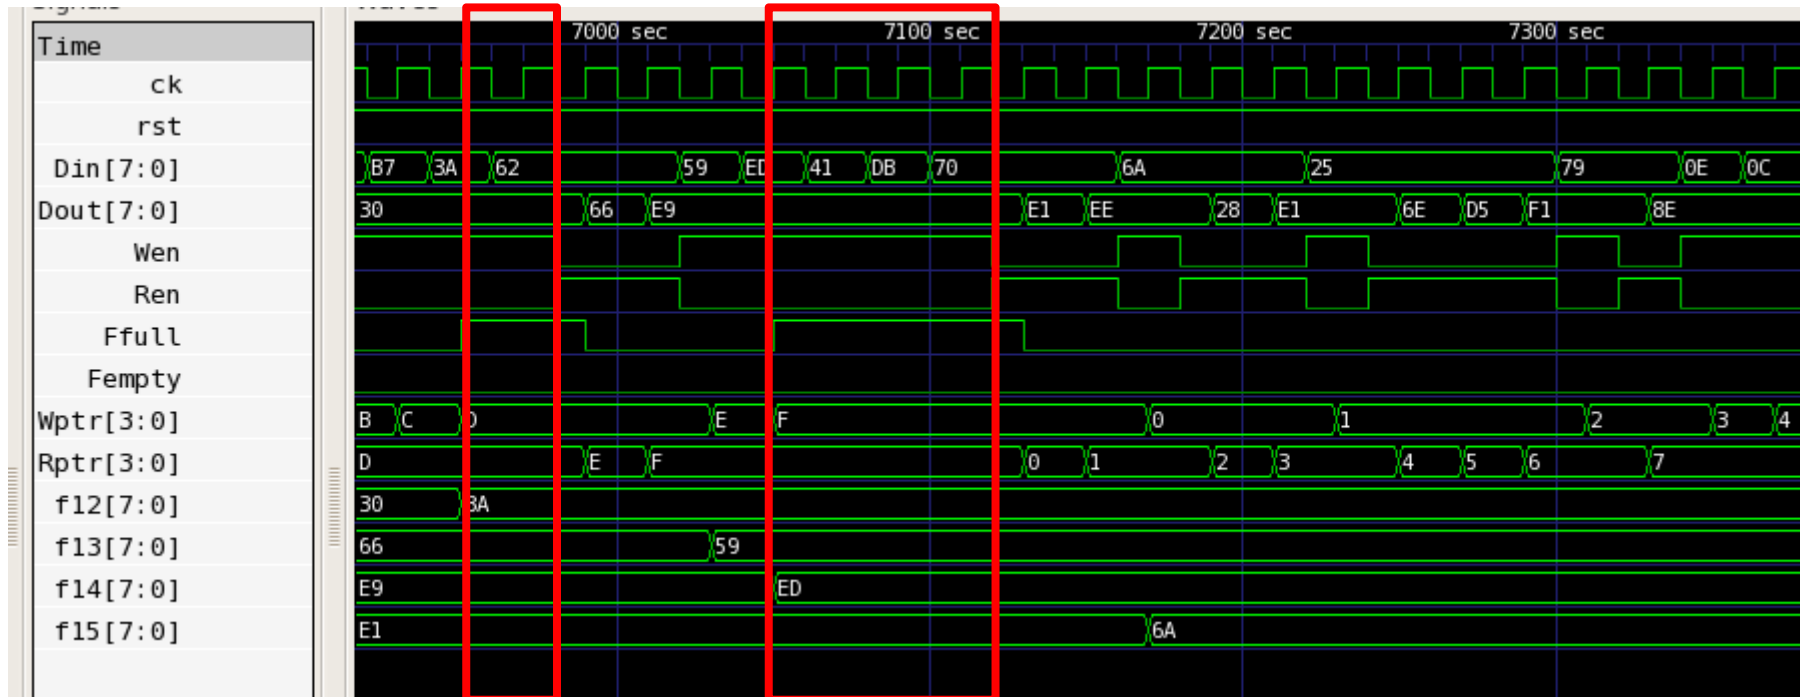 7000 sec 7100 sec 7200 sec 7300 sec
Time
ck
rst
Din[7:0] B7 3A 62 59 ED 41 DB 70 6A 25 79 0E 0C
Dout[7:0] 30 66 E9 E1 EE 28 E1 6E D5 F1 8E
Wen
Ren
Ffull
Fempty
Wptr[3:0] B C D E F 0 1 2 3 4
Rptr[3:0] D E F 0 1 2 3 4 5 6 7
f12[7:0] 30 3A
f13[7:0] 66 59
f14[7:0] E9 ED
f15[7:0] E1 6A